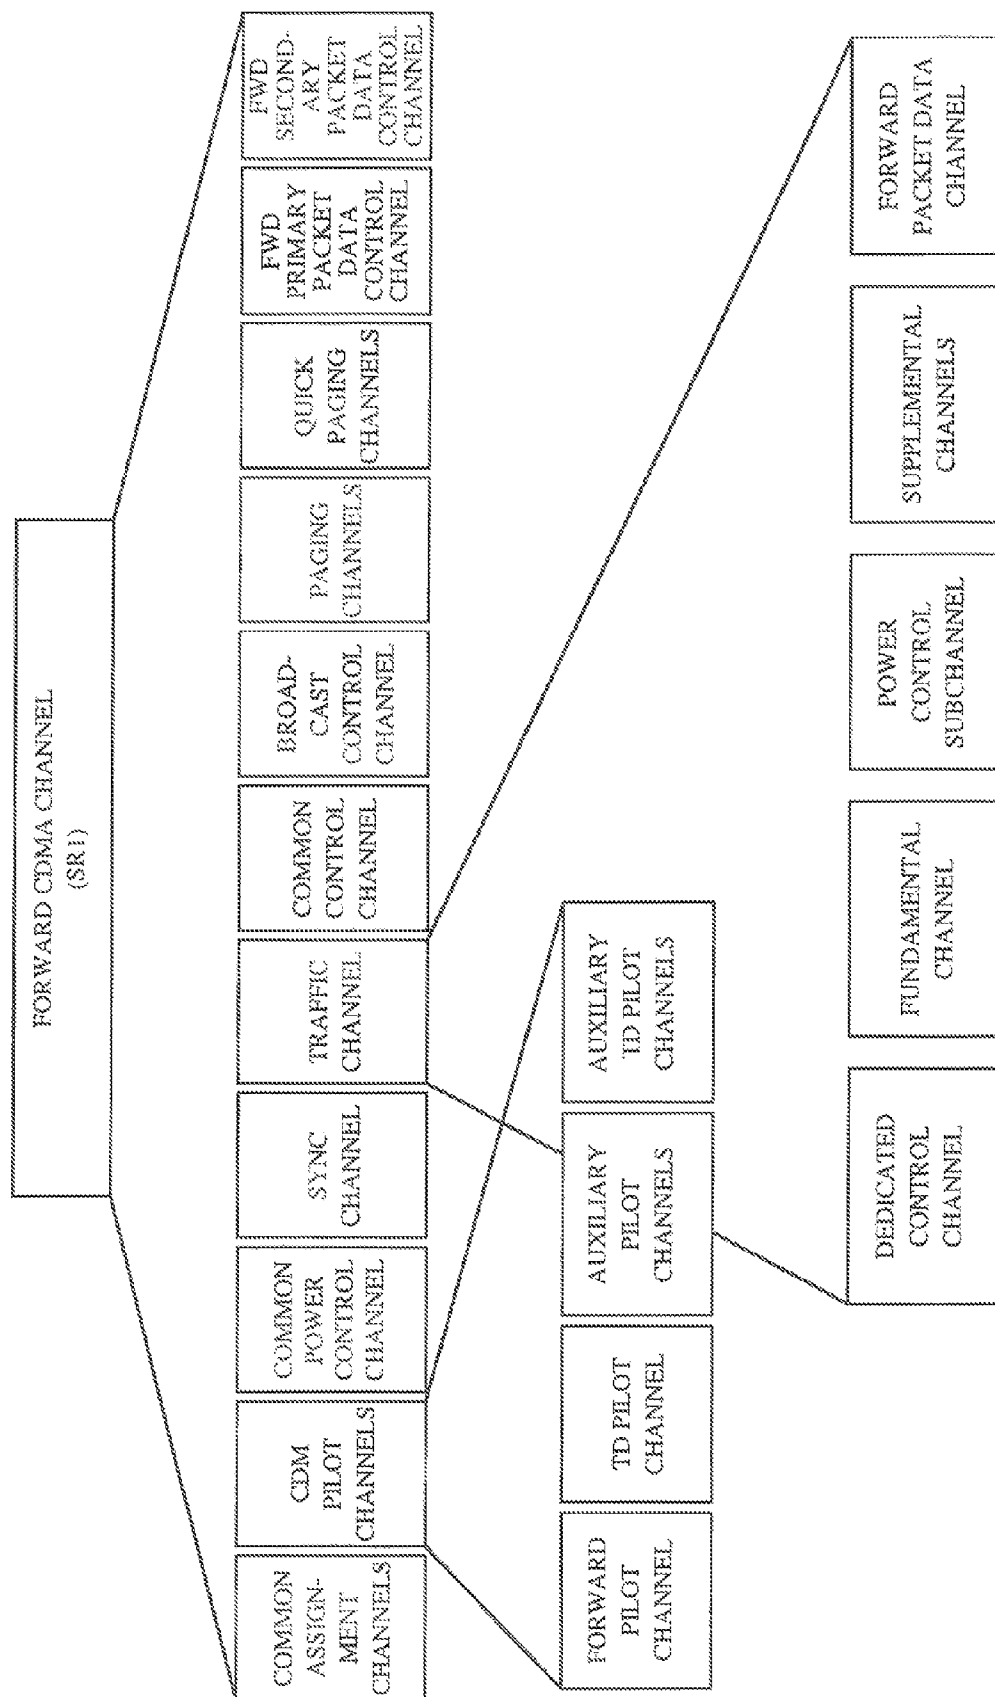 FORWARD CDMA CHANNEL
(SR1)
COMMON
ASSIGN-
MENT
CHANNELS
CDM
PILOT
CHANNELS
COMMON
POWER
CONTROL
CHANNEL
SYNC
CHANNEL
TRAFFIC
CHANNEL
COMMON
CONTROL
CHANNEL
BROAD-
CAST
CONTROL
CHANNEL
PAGING
CHANNELS
QUICK
PAGING
CHANNELS
FWD
PRIMARY
PACKET
DATA
CONTROL
CHANNEL
FWD
SECOND-
ARY
PACKET
DATA
CONTROL
CHANNEL
FORWARD
PILOT
CHANNEL
TD PILOT
CHANNEL
AUXILIARY
PILOT
CHANNELS
AUXILIARY
TD PILOT
CHANNELS
DEDICATED
CONTROL
CHANNEL
FUNDAMENTAL
CHANNEL
POWER
CONTROL
SUBCHANNEL
SUPPLEMENTAL
CHANNELS
FORWARD
PACKET DATA
CHANNEL